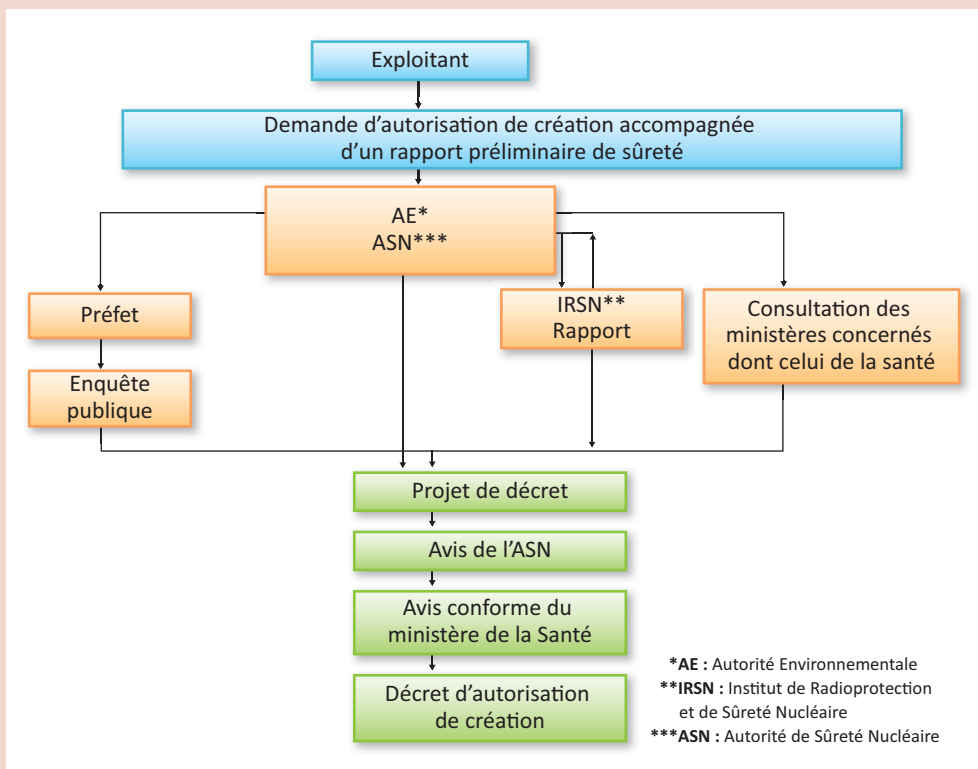 Exploitant
Demande d'autorisation de création accompagnée
d'un rapport préliminaire de sûreté
AE*
ASN***
Préfet
Enquête
publique
IRSN**
Rapport
Consultation des
ministères concernés
dont celui de la santé
Projet de décret
Avis de l'ASN
Avis conforme du
ministère de la Santé
Décret d'autorisation
de création
*AE : Autorité Environnementale
**IRSN : Institut de Radioprotection
et de Sûreté Nucléaire
***ASN : Autorité de Sûreté Nucléaire